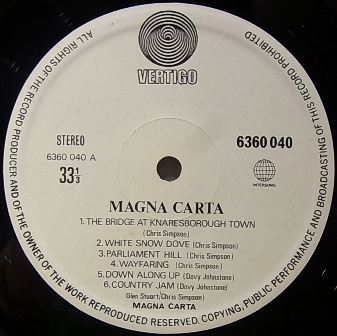 ALL RIGHTS OF THE RECORD PRODUCER AND OF THE OWNER OF THE WORK REPRODUCED RESERVED. COPYING, PUBLIC PERFORMANCE AND BROADCASTING OF THIS RECORD PROHIBITED
VERTIGO
STEREO
6360 040
6360 040 A
33 1/3
INTERSONG
MAGNA CARTA
1.THE BRIDGE AT KNARESBOROUGH TOWN
(Chris Simpson)
2.WHITE SNOW DOVE (Chris Simpson)
3.PARLIAMENT HILL (Chris Simpson)
4.WAYFARING (Chris Simpson)
5.DOWN ALONG UP (Davy Johnstone)
6.COUNTRY JAM (Davy Johnstone/
Glen Stuart/Chris Simpson)
MAGNA CARTA